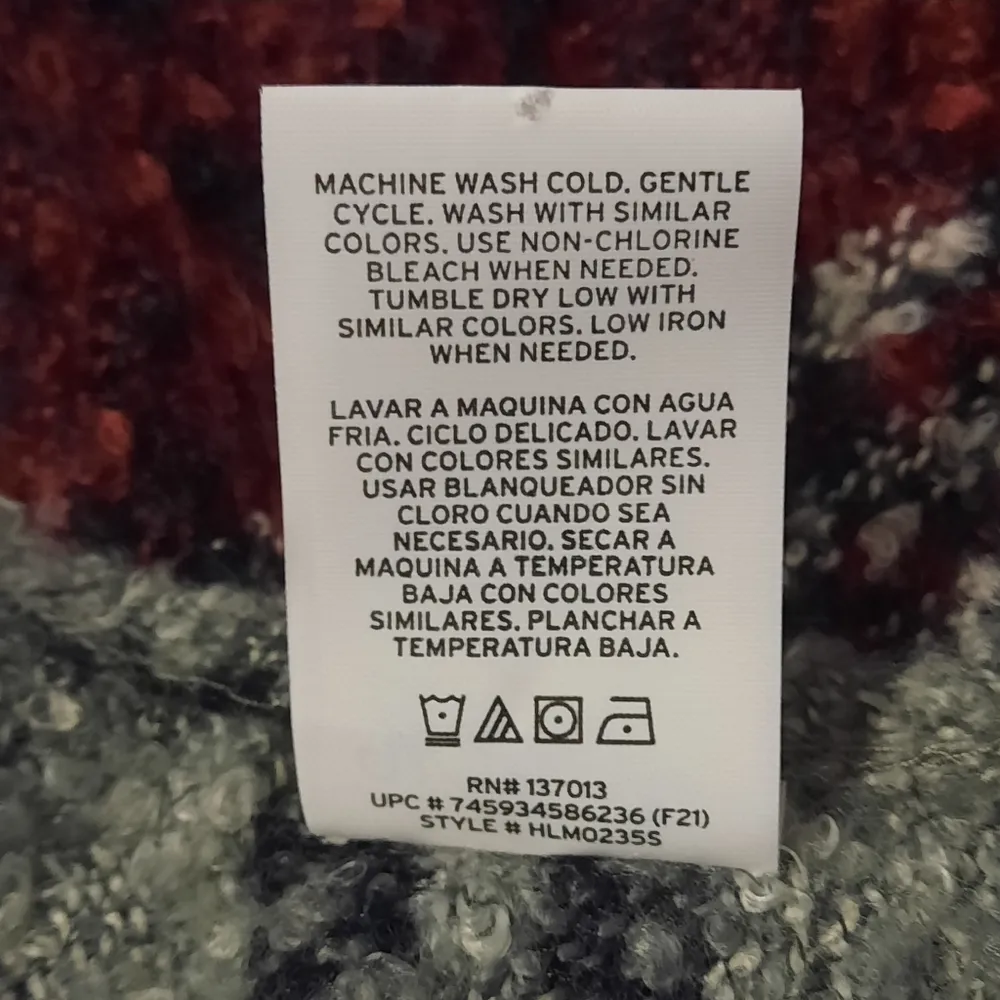 MACHINE WASH COLD. GENTLE
CYCLE. WASH WITH SIMILAR
COLORS. USE NON-CHLORINE
BLEACH WHEN NEEDED.
TUMBLE DRY LOW WITH
SIMILAR COLORS. LOW IRON
WHEN NEEDED.
LAVAR A MAQUINA CON AGUA
FRIA. CICLO DELICADO. LAVAR
CON COLORES SIMILARES.
USAR BLANQUEADOR SIN
CLORO CUANDO SEA
NECESARIO. SECAR A
MAQUINA A TEMPERATURA
BAJA CON COLORES
SIMILARES. PLANCHAR A
TEMPERATURA BAJA.
RN# 137013
UPC # 745934586236 (F21)
STYLE # HLM0235S